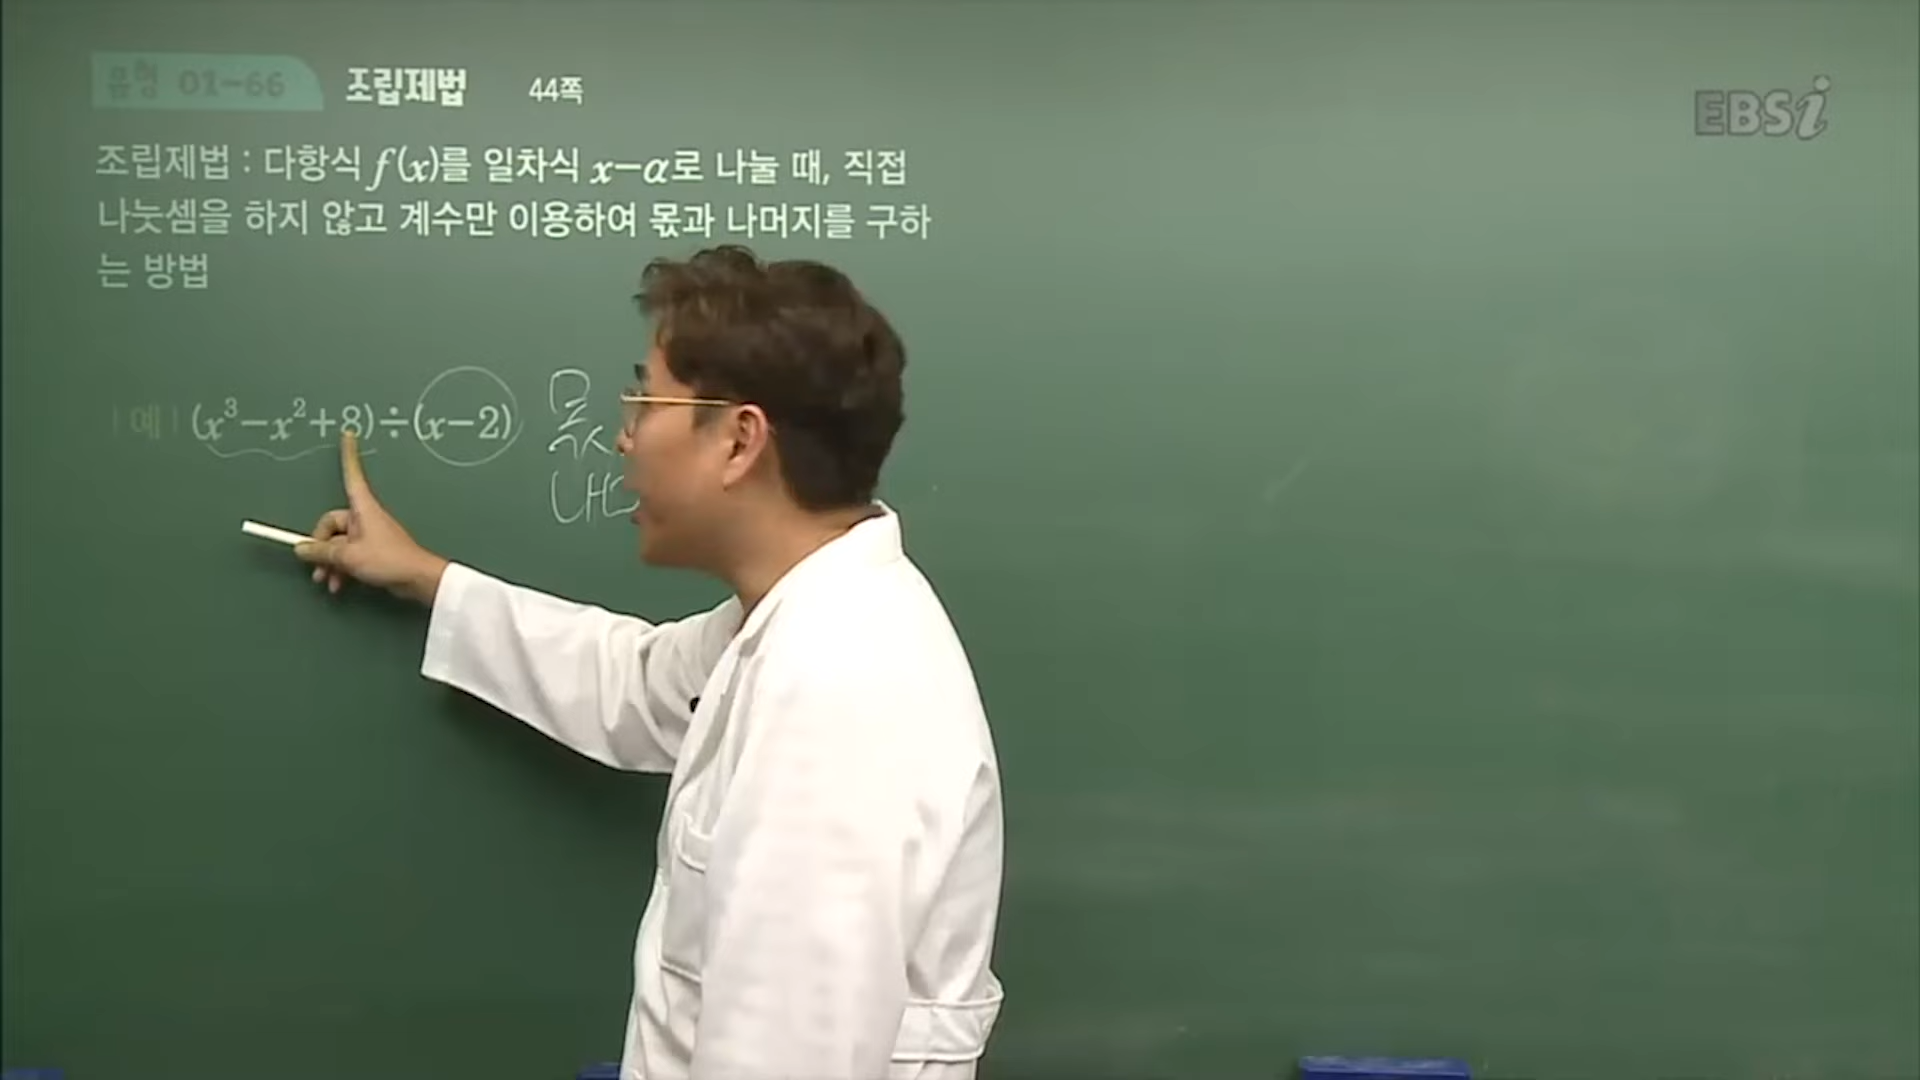 유형 01-66 조립제법 44쪽
EBSi
조립제법 : 다항식 f(x)를 일차식 x-α로 나눌 때, 직접
나눗셈을 하지 않고 계수만 이용하여 몫과 나머지를 구하
는 방법
|예| (x³-x²+8)÷(x-2) 몫